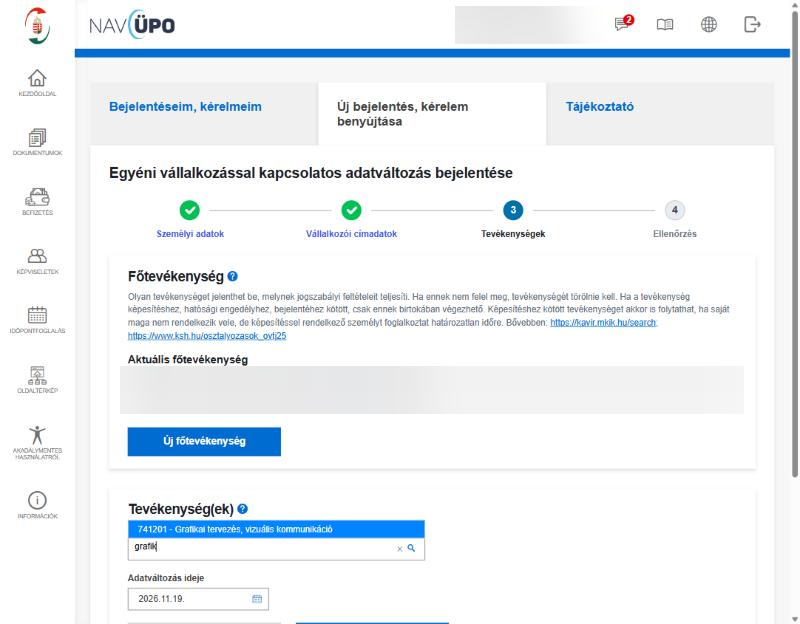 NAV ÜPO
2
KEZDŐOLDAL
DOKUMENTUMOK
BEFIZETÉS
KÉPVISELETEK
IDŐPONTFOGLALÁS
OLDALTÉRKÉP
AKADÁLYMENTES
HASZNÁLATRÓL
INFORMÁCIÓK
Bejelentéseim, kérelmeim
Új bejelentés, kérelem
benyújtása
Tájékoztató
Egyéni vállalkozással kapcsolatos adatváltozás bejelentése
3
4
Személyi adatok
Vállalkozói címadatok
Tevékenységek
Ellenőrzés
Főtevékenység ?
Olyan tevékenységet jelenthet be, melynek jogszabályi feltételeit teljesíti. Ha ennek nem felel meg, tevékenységét törölnie kell. Ha a tevékenység
képesítéshez, hatósági engedélyhez, bejelentéhez kötött, csak ennek birtokában végezhető. Képesítéshez kötött tevékenységet akkor is folytathat, ha saját
maga nem rendelkezik vele, de képesítéssel rendelkező személyt foglalkoztat határozatlan időre. Bővebben: https://kavir.mkik.hu/search;
https://www.ksh.hu/osztalyozasok_ovtj25
Aktuális főtevékenység
Új főtevékenység
Tevékenység(ek) ?
741201 - Grafikai tervezés, vizuális kommunikáció
grafik
Adatváltozás ideje
2026.11.19.